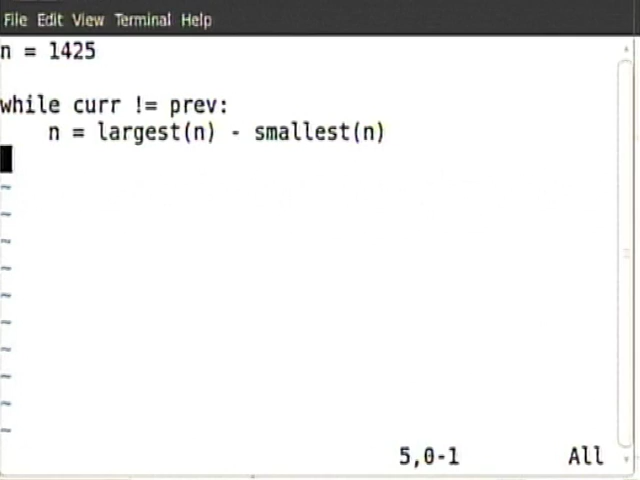 File Edit View Terminal Help
n = 1425
while curr != prev:
    n = largest(n) - smallest(n)
~
~
~
~
~
~
~
~
~
~
5,0-1 All